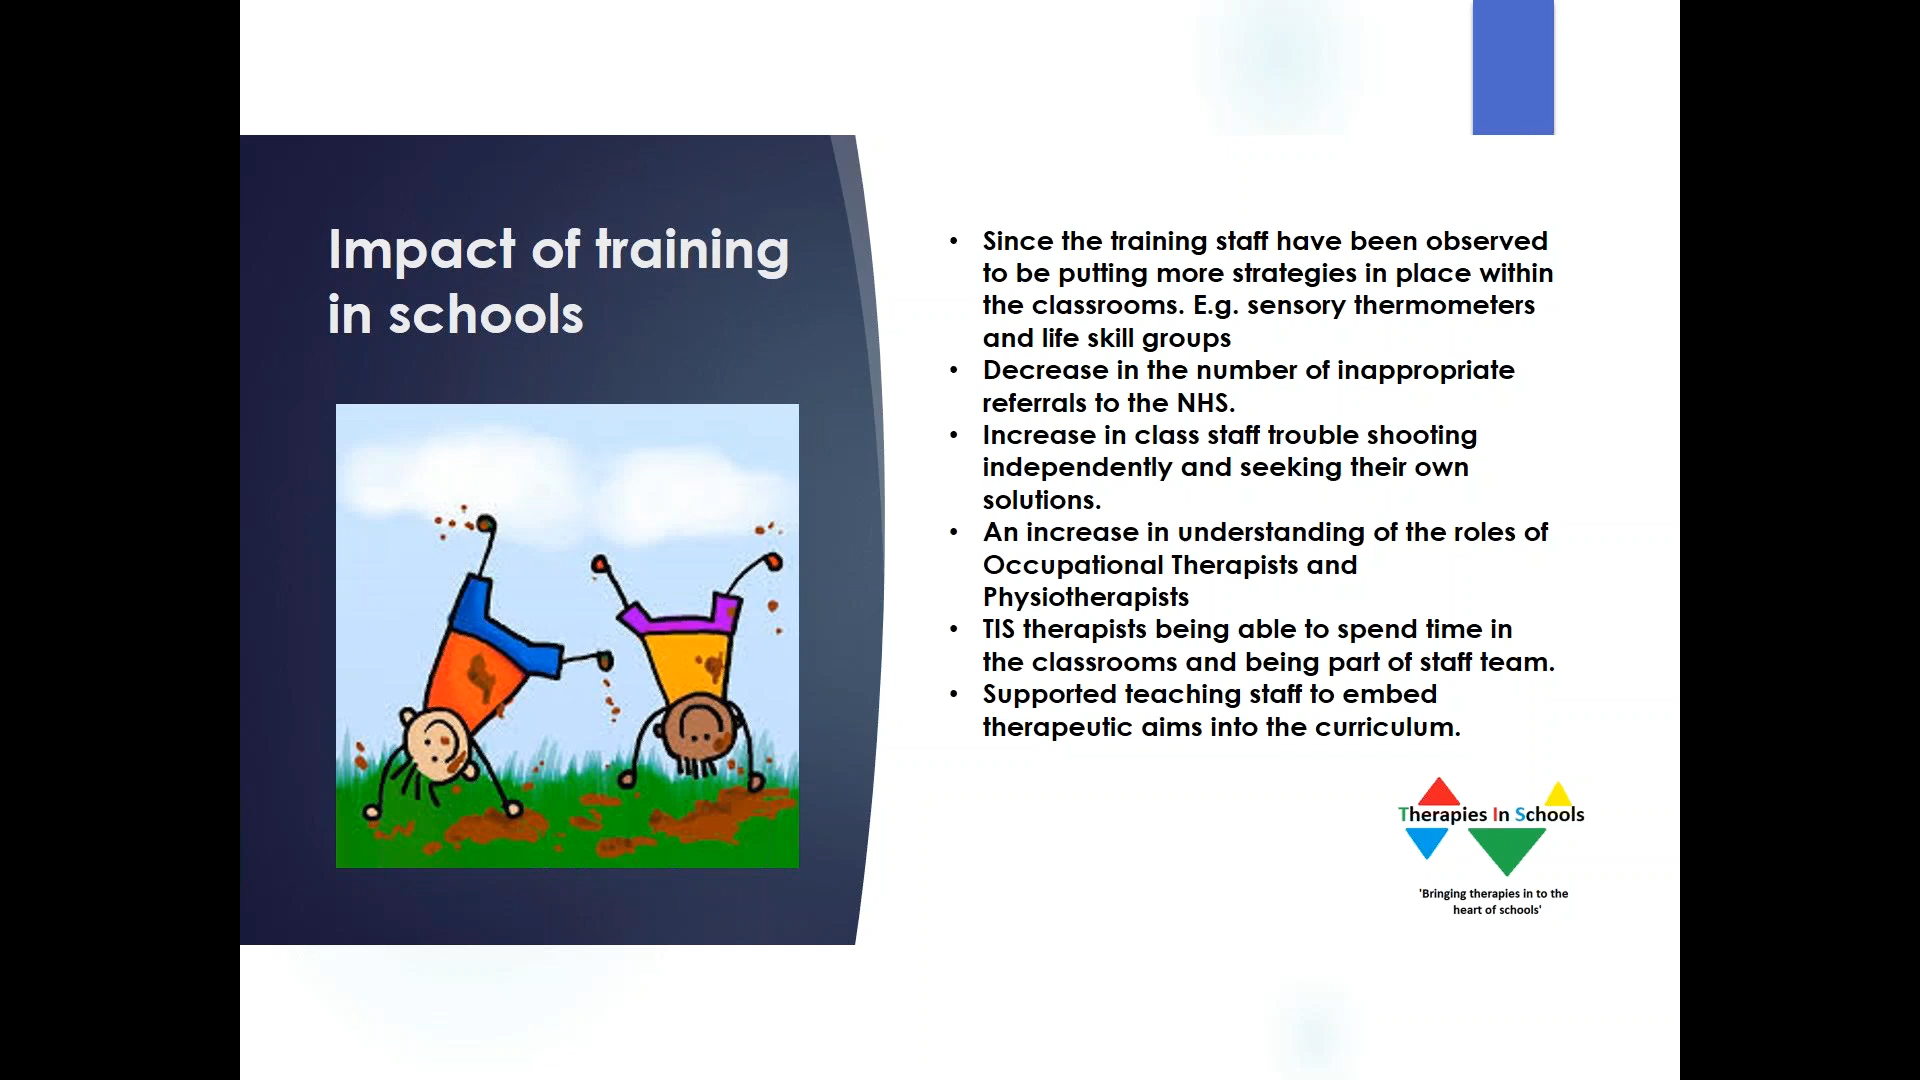 Impact of training
in schools
• Since the training staff have been observed
to be putting more strategies in place within
the classrooms. E.g. sensory thermometers
and life skill groups
• Decrease in the number of inappropriate
referrals to the NHS.
• Increase in class staff trouble shooting
independently and seeking their own
solutions.
• An increase in understanding of the roles of
Occupational Therapists and
Physiotherapists
• TIS therapists being able to spend time in
the classrooms and being part of staff team.
• Supported teaching staff to embed
therapeutic aims into the curriculum.
Therapies In Schools
'Bringing therapies in to the
heart of schools'